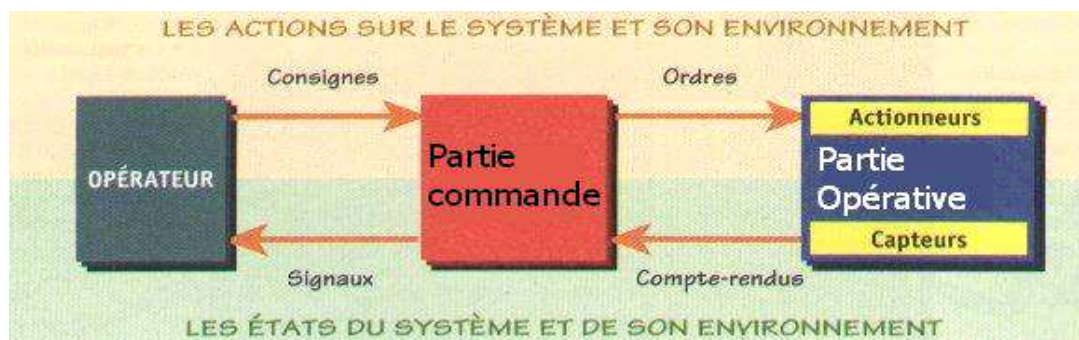 LES ACTIONS SUR LE SYSTÈME ET SON ENVIRONNEMENT
Consignes
Ordres
OPÉRATEUR
Partie
commande
Actionneurs
Partie
Opérative
Capteurs
Signaux
Compte-rendus
LES ÉTATS DU SYSTÈME ET DE SON ENVIRONNEMENT